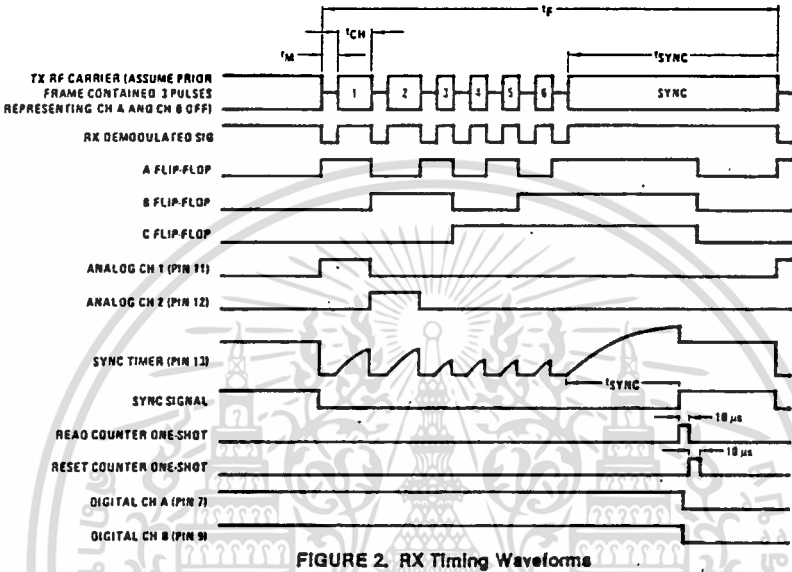 tF
tM
tCH
tSYNC
TX RF CARRIER (ASSUME PRIOR
FRAME CONTAINED 3 PULSES
REPRESENTING CH A AND CH B OFF)
1 2 3 4 5 6 SYNC
RX DEMODULATED SIG
A FLIP-FLOP
B FLIP-FLOP
C FLIP-FLOP
ANALOG CH 1 (PIN 11)
ANALOG CH 2 (PIN 12)
SYNC TIMER (PIN 13)
tSYNC
SYNC SIGNAL
10 µs
READ COUNTER ONE-SHOT
10 µs
RESET COUNTER ONE-SHOT
DIGITAL CH A (PIN 7)
DIGITAL CH B (PIN 9)
FIGURE 2. RX Timing Waveforms